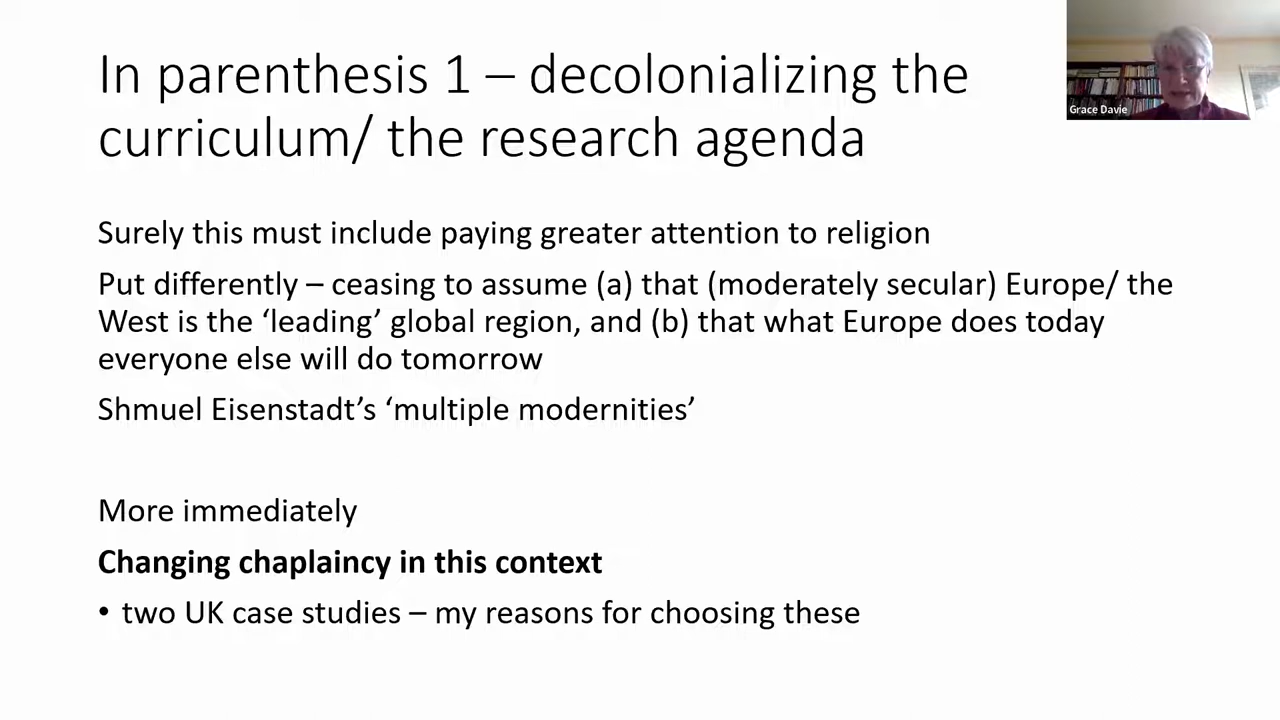 In parenthesis 1 – decolonializing the
curriculum/ the research agenda
Grace Davie
Surely this must include paying greater attention to religion
Put differently – ceasing to assume (a) that (moderately secular) Europe/ the
West is the ‘leading’ global region, and (b) that what Europe does today
everyone else will do tomorrow
Shmuel Eisenstadt’s ‘multiple modernities’
More immediately
Changing chaplaincy in this context
• two UK case studies – my reasons for choosing these